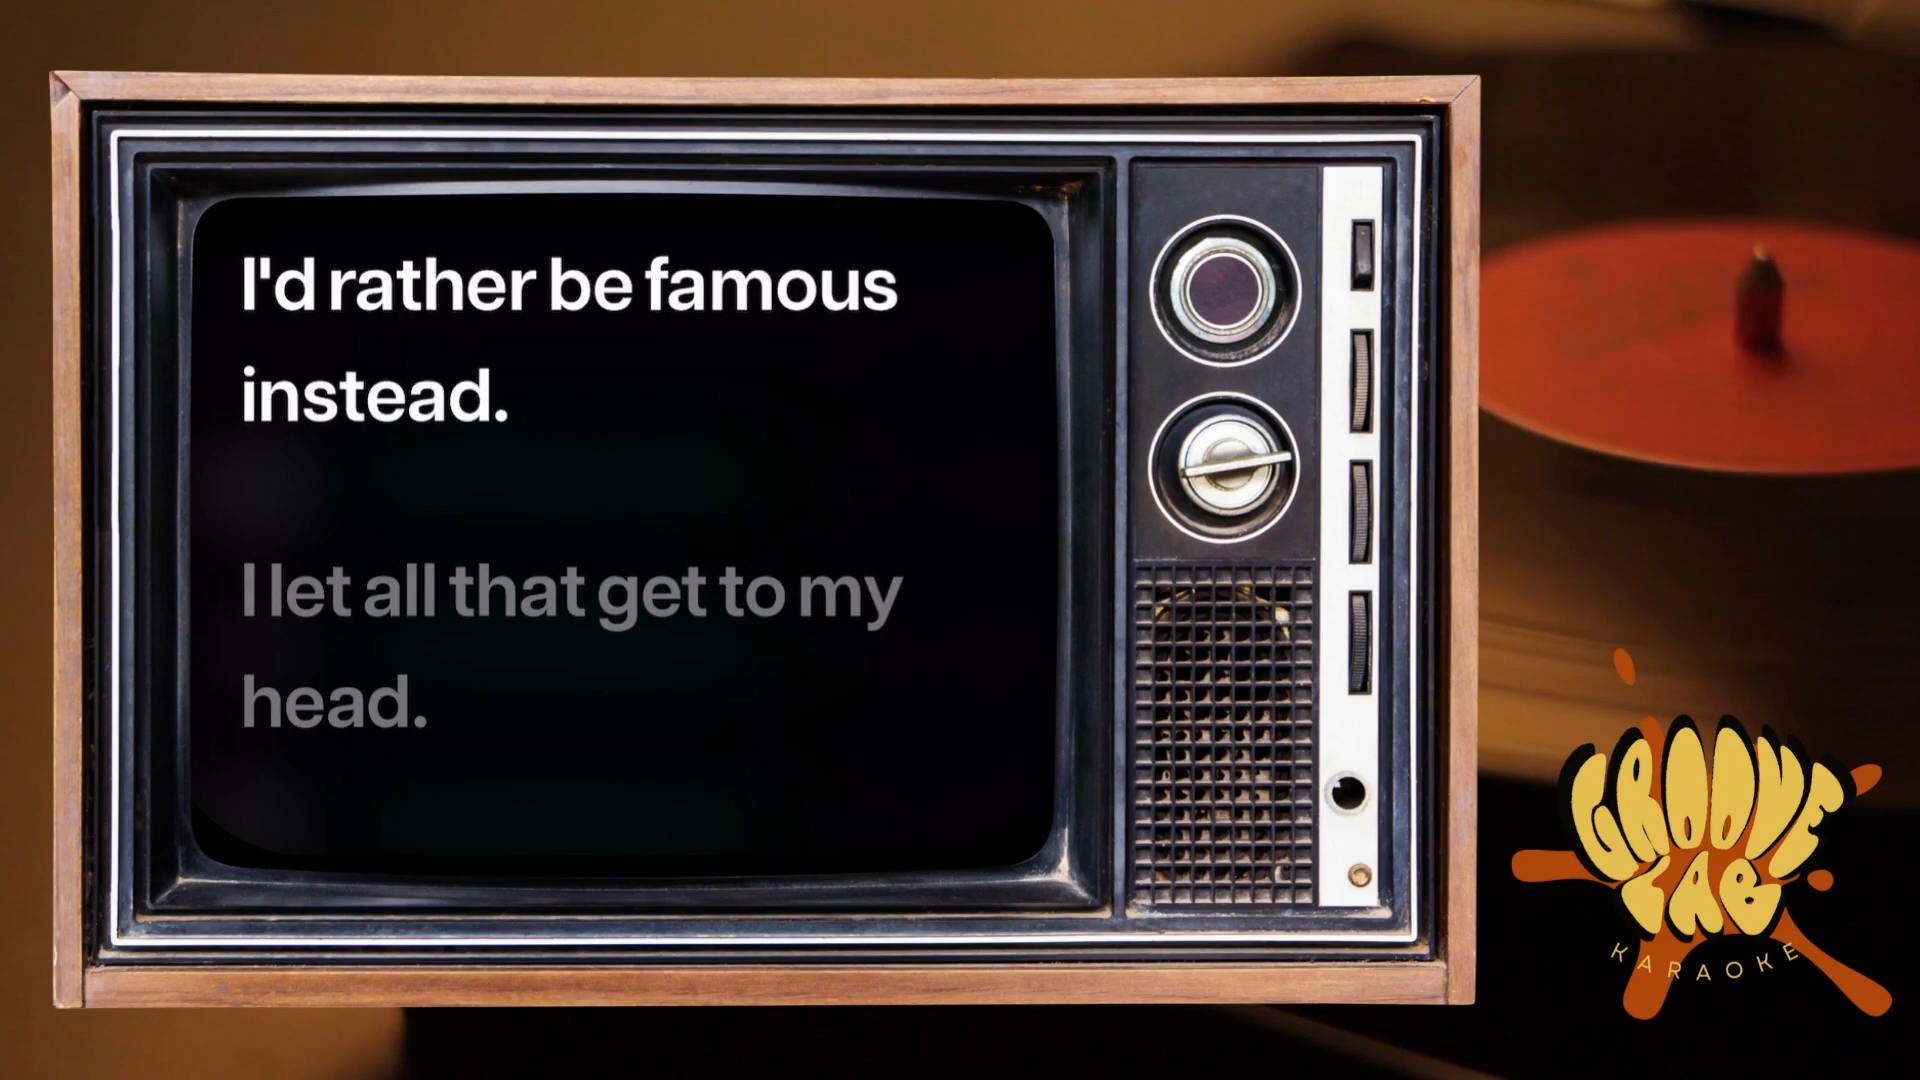 I'd rather be famous
instead.
I let all that get to my
head.
GROOVE
LAB
KARAOKE